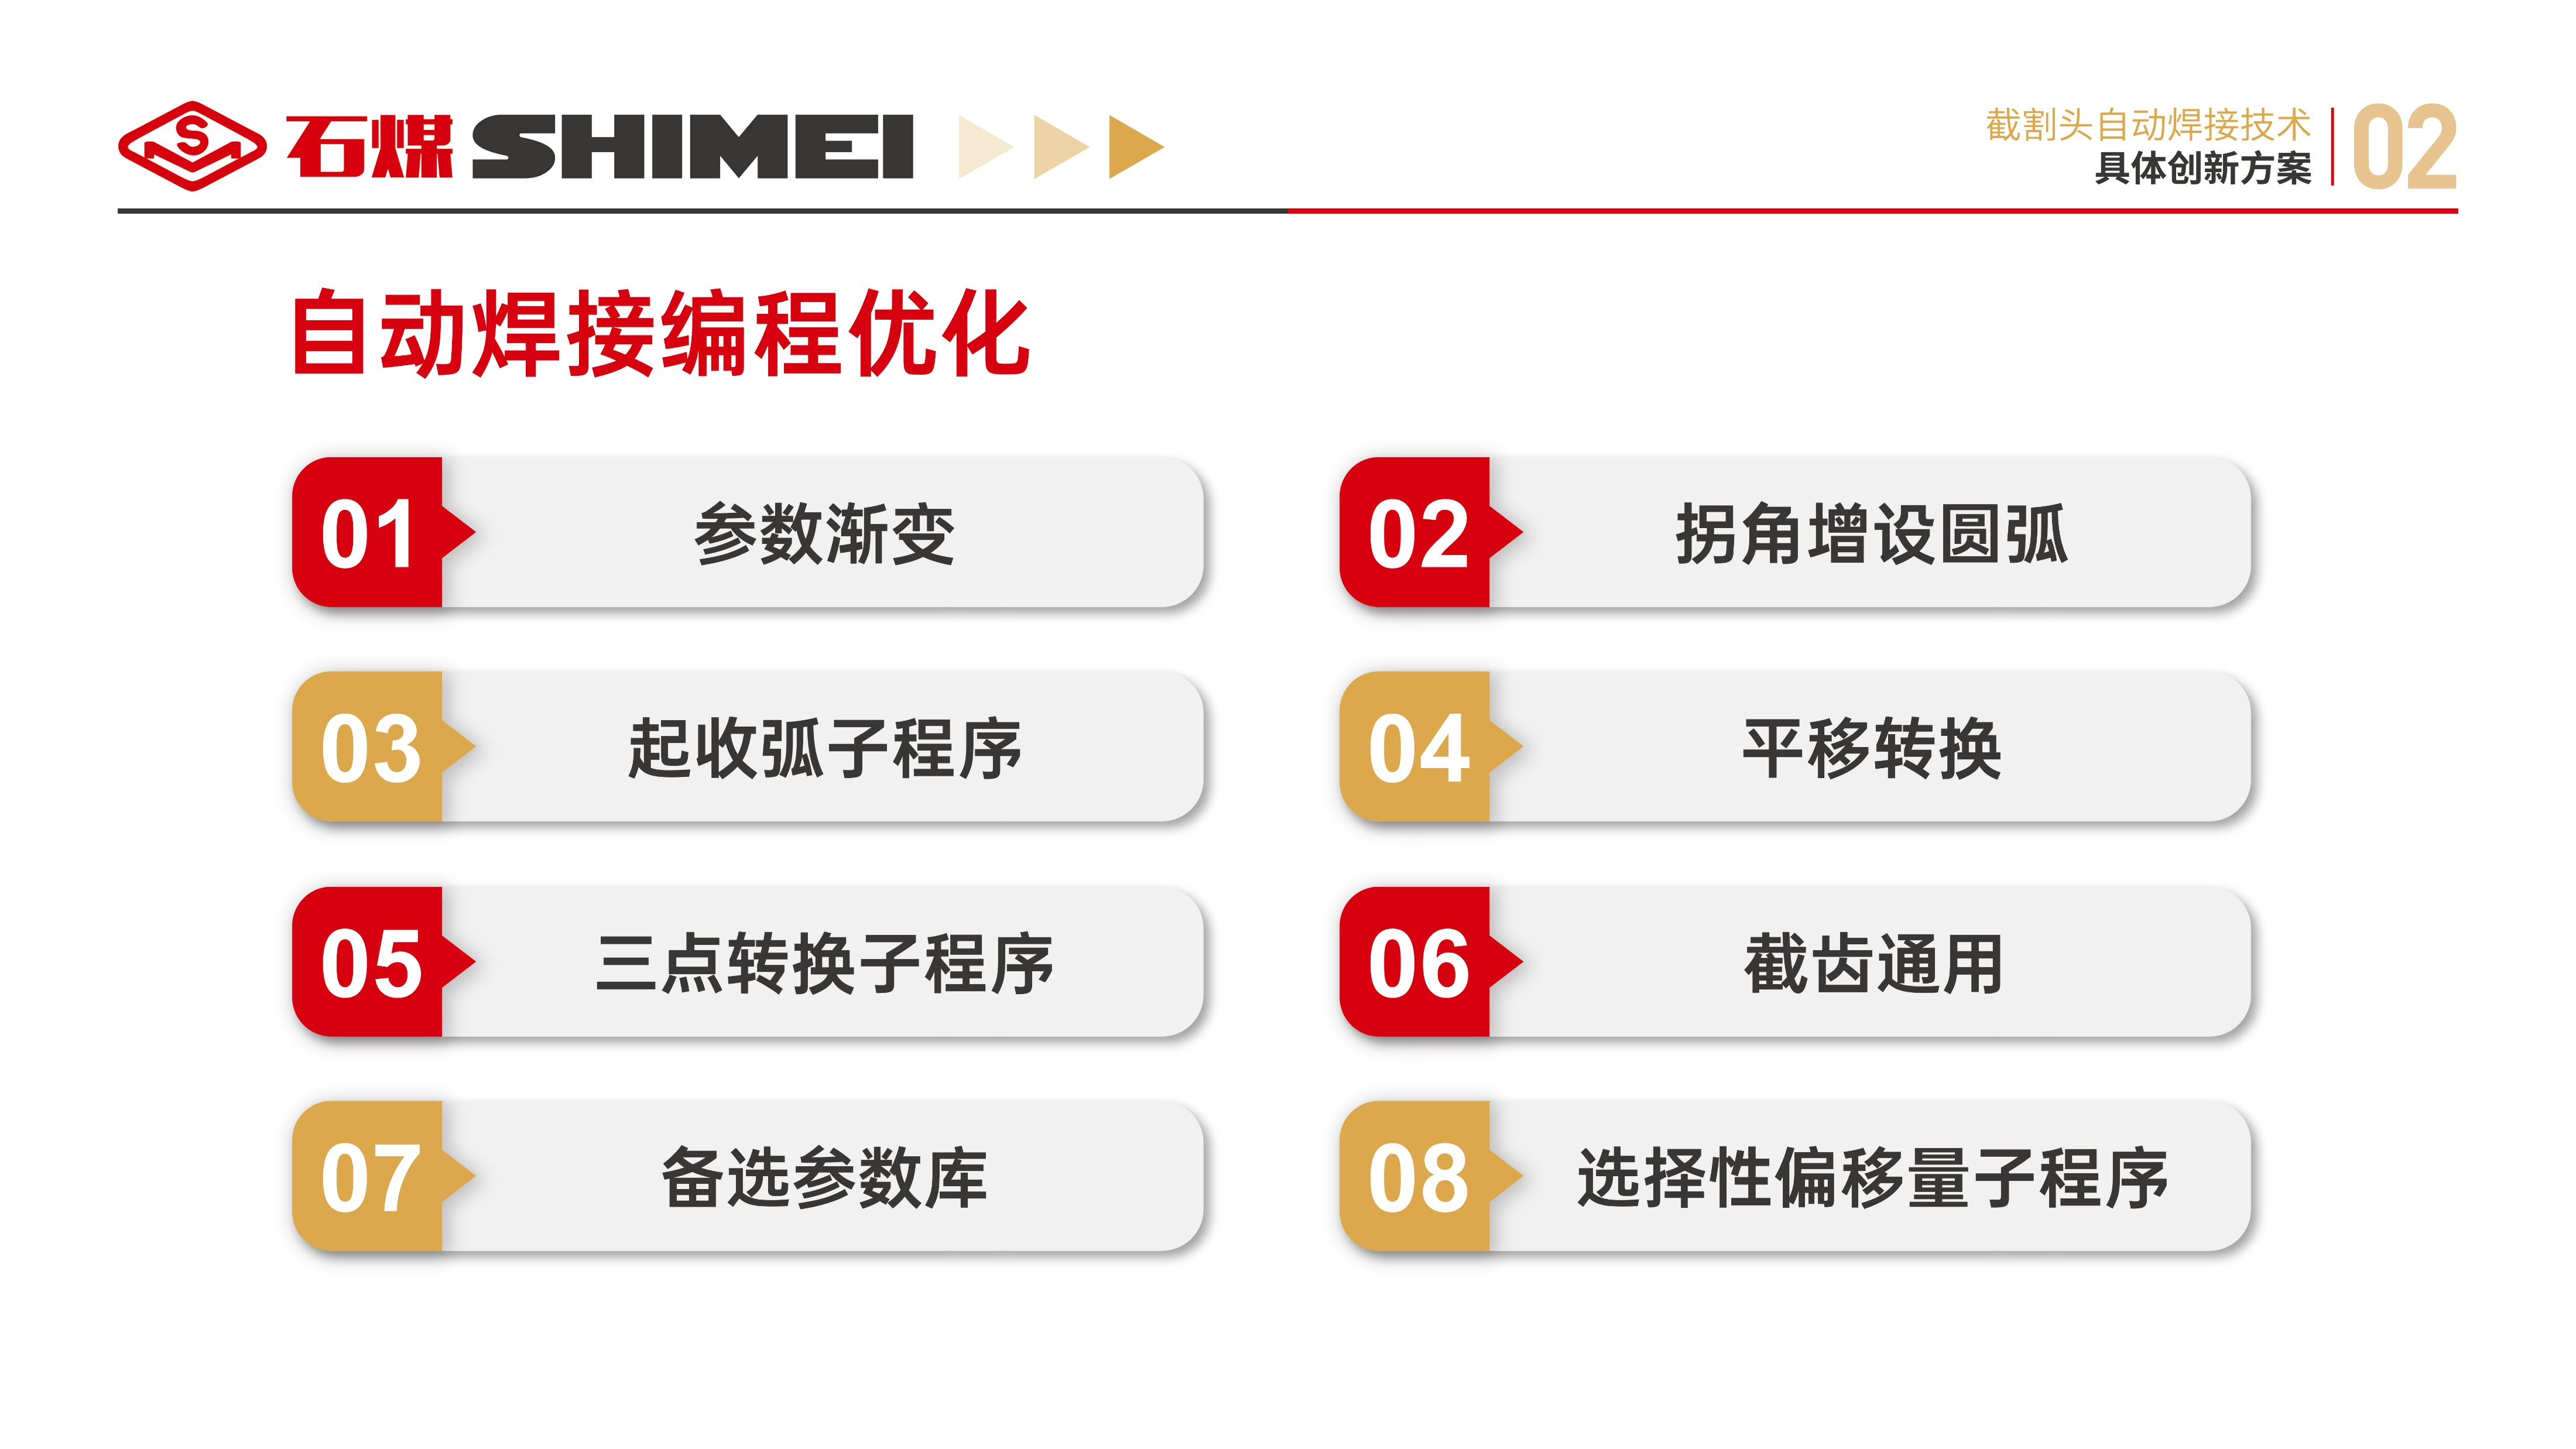 石煤 SHIMEI
截割头自动焊接技术
具体创新方案
02
自动焊接编程优化
01 参数渐变
02 拐角增设圆弧
03 起收弧子程序
04 平移转换
05 三点转换子程序
06 截齿通用
07 备选参数库
08 选择性偏移量子程序